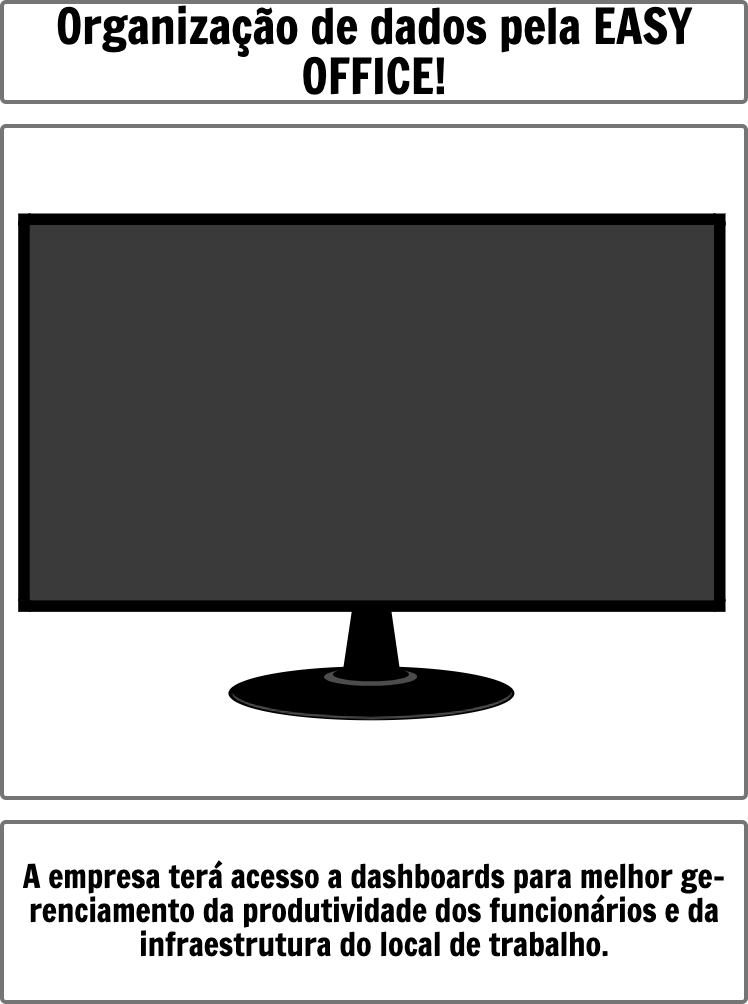 Organização de dados pela EASY
OFFICE!
A empresa terá acesso a dashboards para melhor ge-
renciamento da produtividade dos funcionários e da
infraestrutura do local de trabalho.